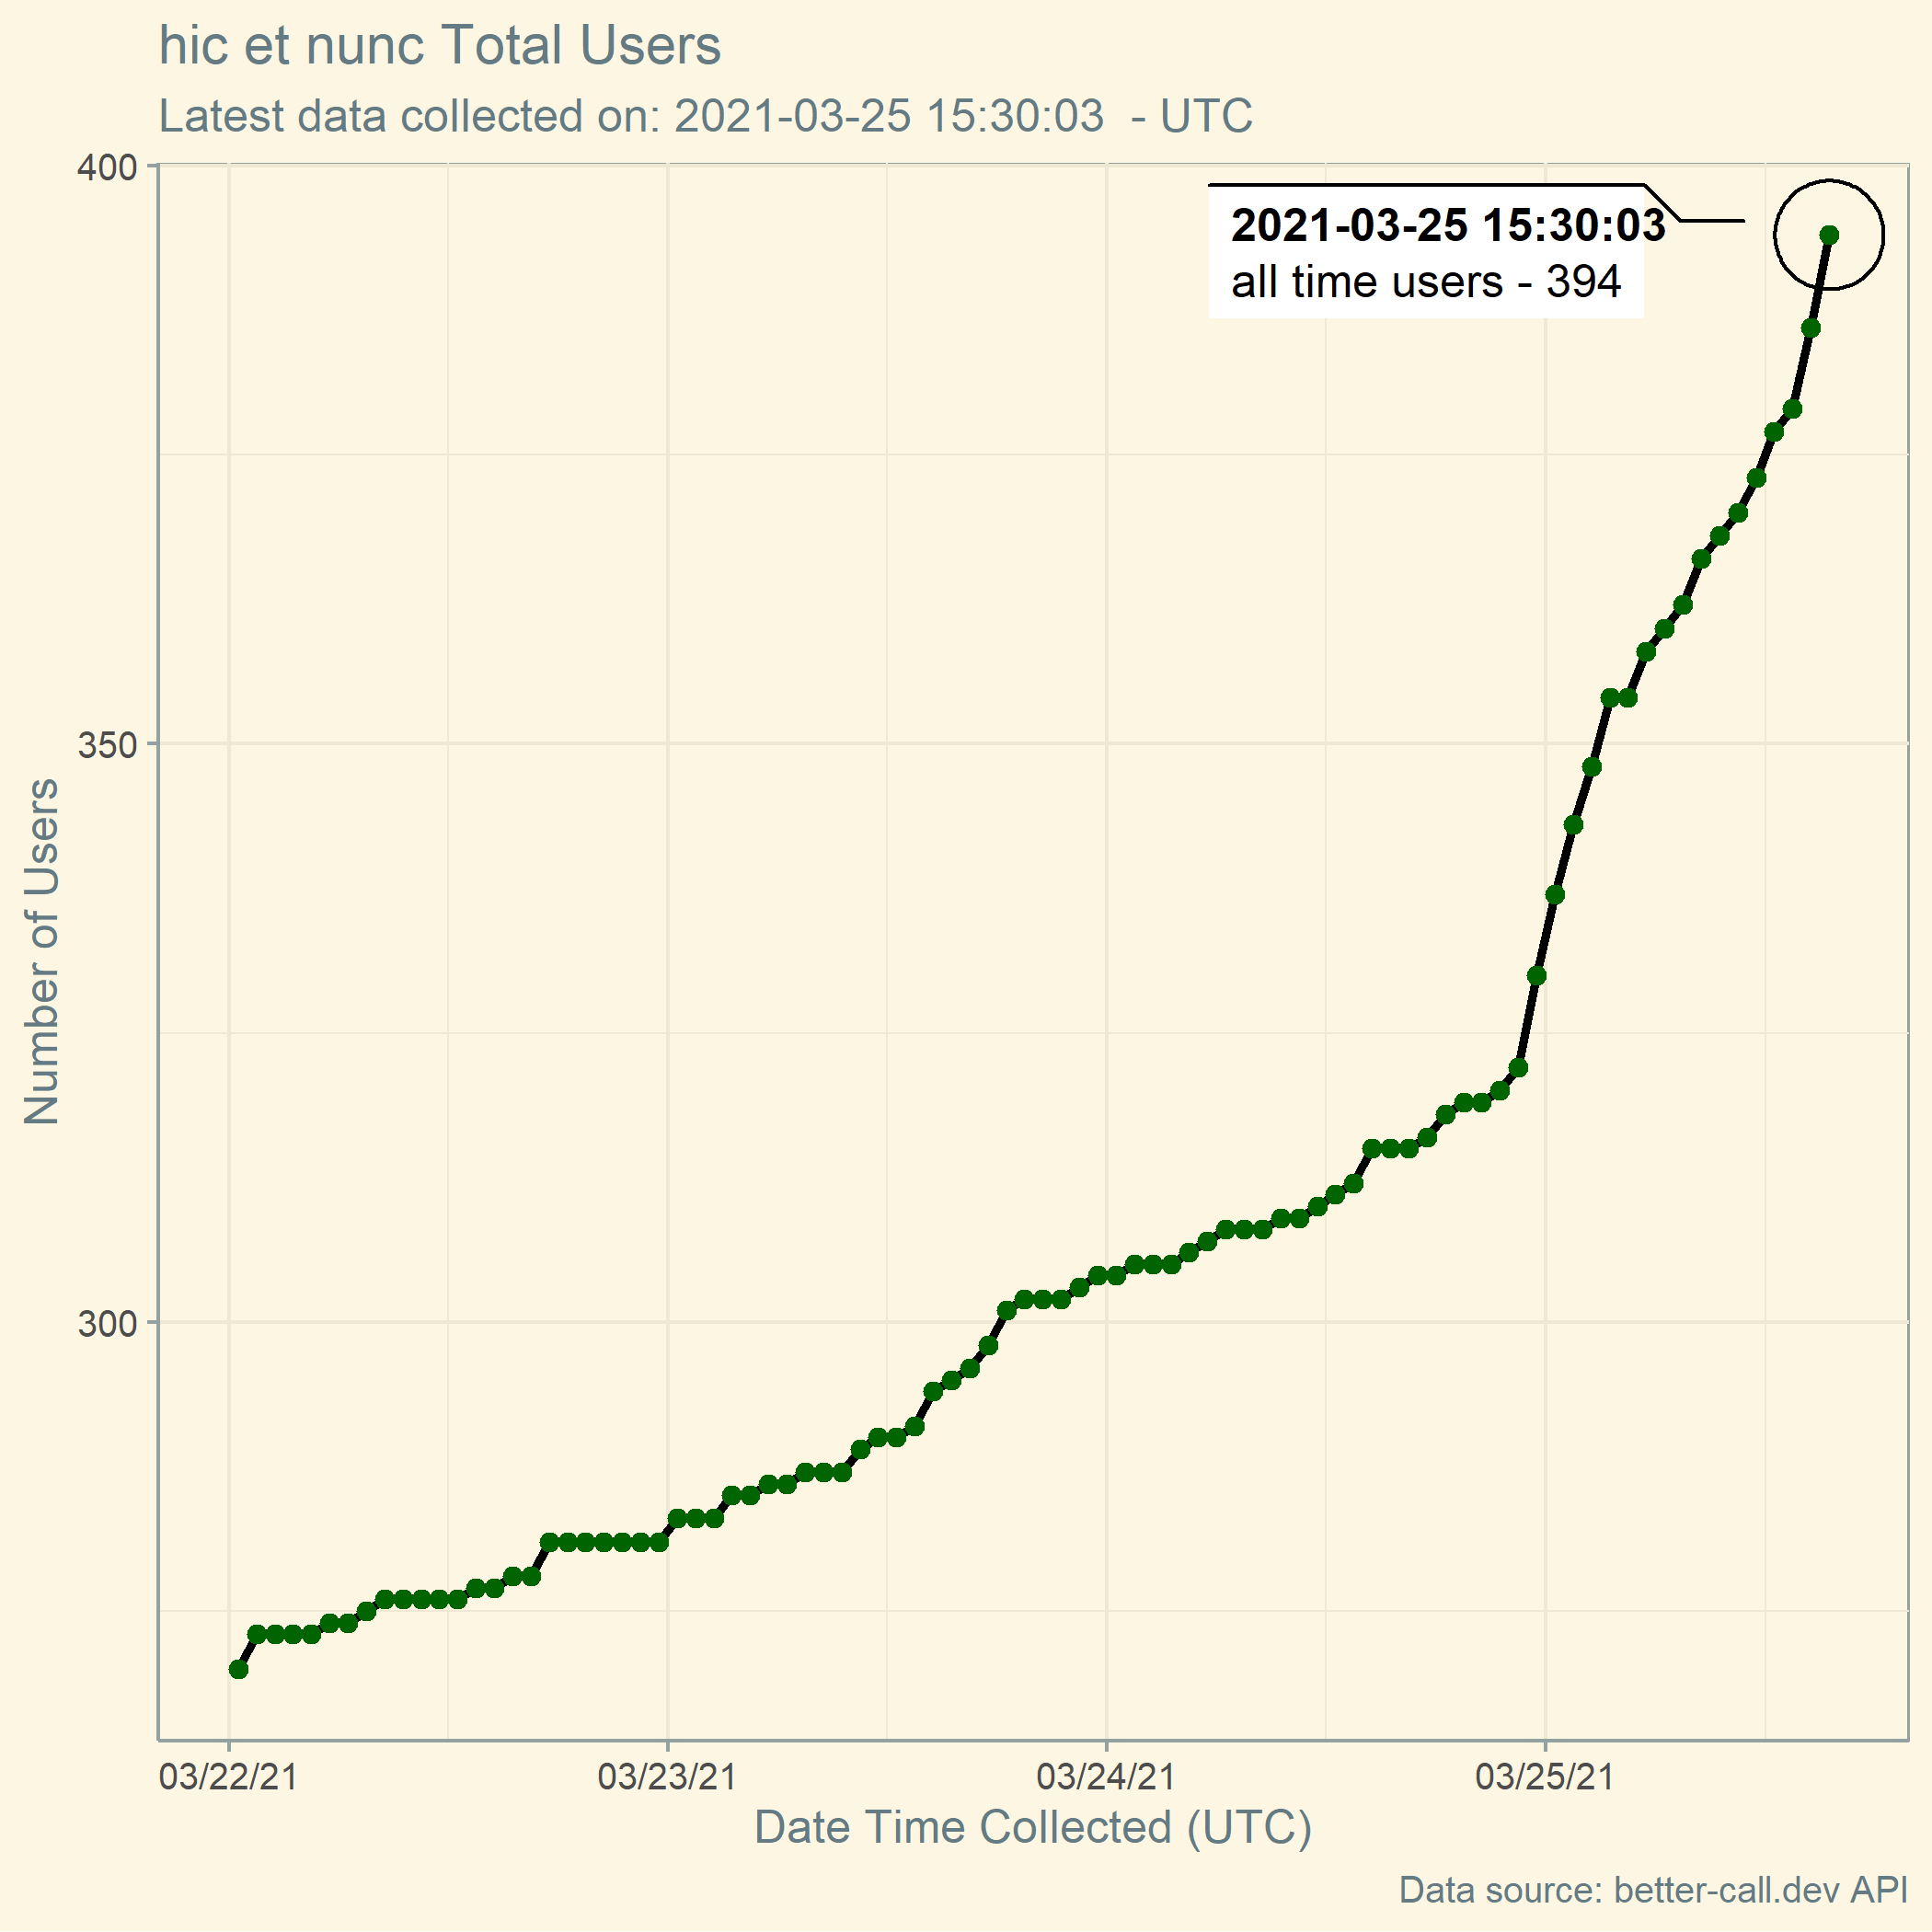 hic et nunc Total Users
Latest data collected on: 2021-03-25 15:30:03  - UTC
400
2021-03-25 15:30:03
all time users - 394
350
Number of Users
300
03/22/21
03/23/21
03/24/21
03/25/21
Date Time Collected (UTC)
Data source: better-call.dev API